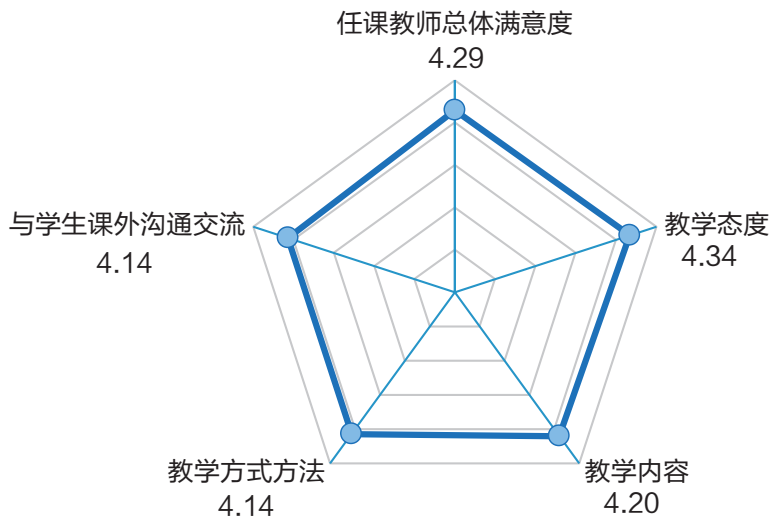 任课教师总体满意度
4.29
与学生课外沟通交流
4.14
教学态度
4.34
教学方式方法
4.14
教学内容
4.20